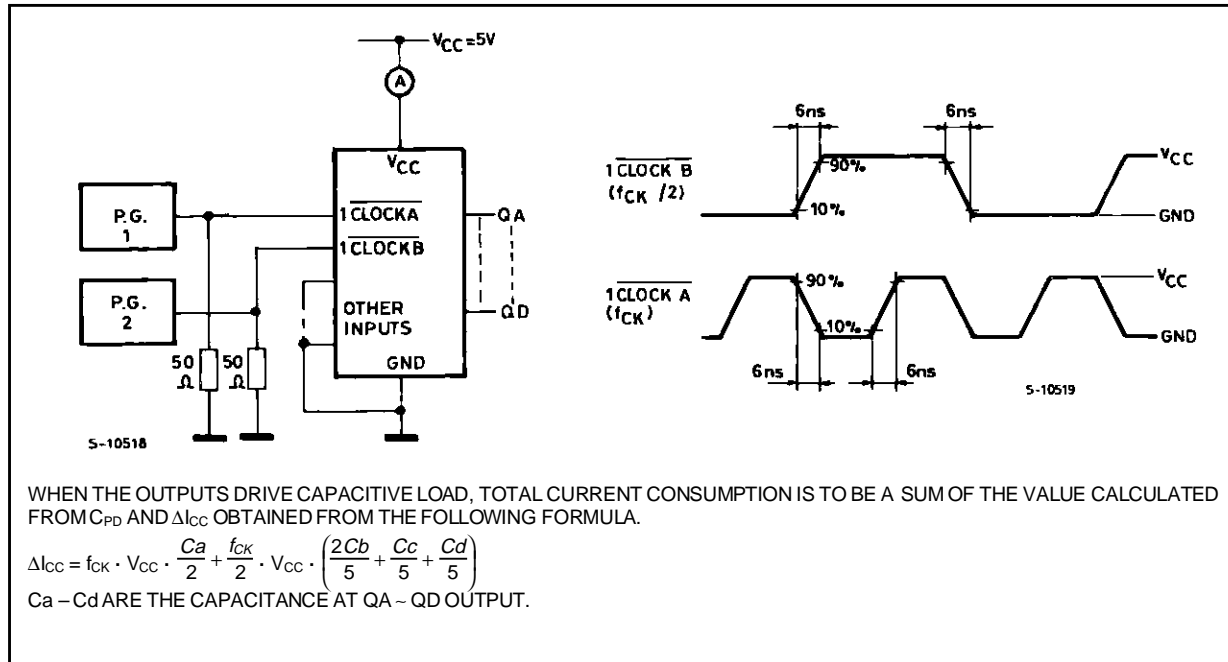 VCC=5V
A
VCC
P.G.
1
1CLOCKA
QA
1CLOCKB
P.G.
2
OTHER
INPUTS
QD
GND
50
Ω
50
Ω
S-10518
6ns
6ns
1CLOCK B
(fCK /2)
90%
10%
VCC
GND
1CLOCK A
(fCK)
90%
10%
VCC
GND
6ns
6ns
S-10519
WHEN THE OUTPUTS DRIVE CAPACITIVE LOAD, TOTAL CURRENT CONSUMPTION IS TO BE A SUM OF THE VALUE CALCULATED
FROM CPD AND ΔICC OBTAINED FROM THE FOLLOWING FORMULA.
ΔICC = fCK · VCC · Ca/2 + fCK/2 · VCC · (2Cb/5 + Cc/5 + Cd/5)
Ca – Cd ARE THE CAPACITANCE AT QA ~ QD OUTPUT.